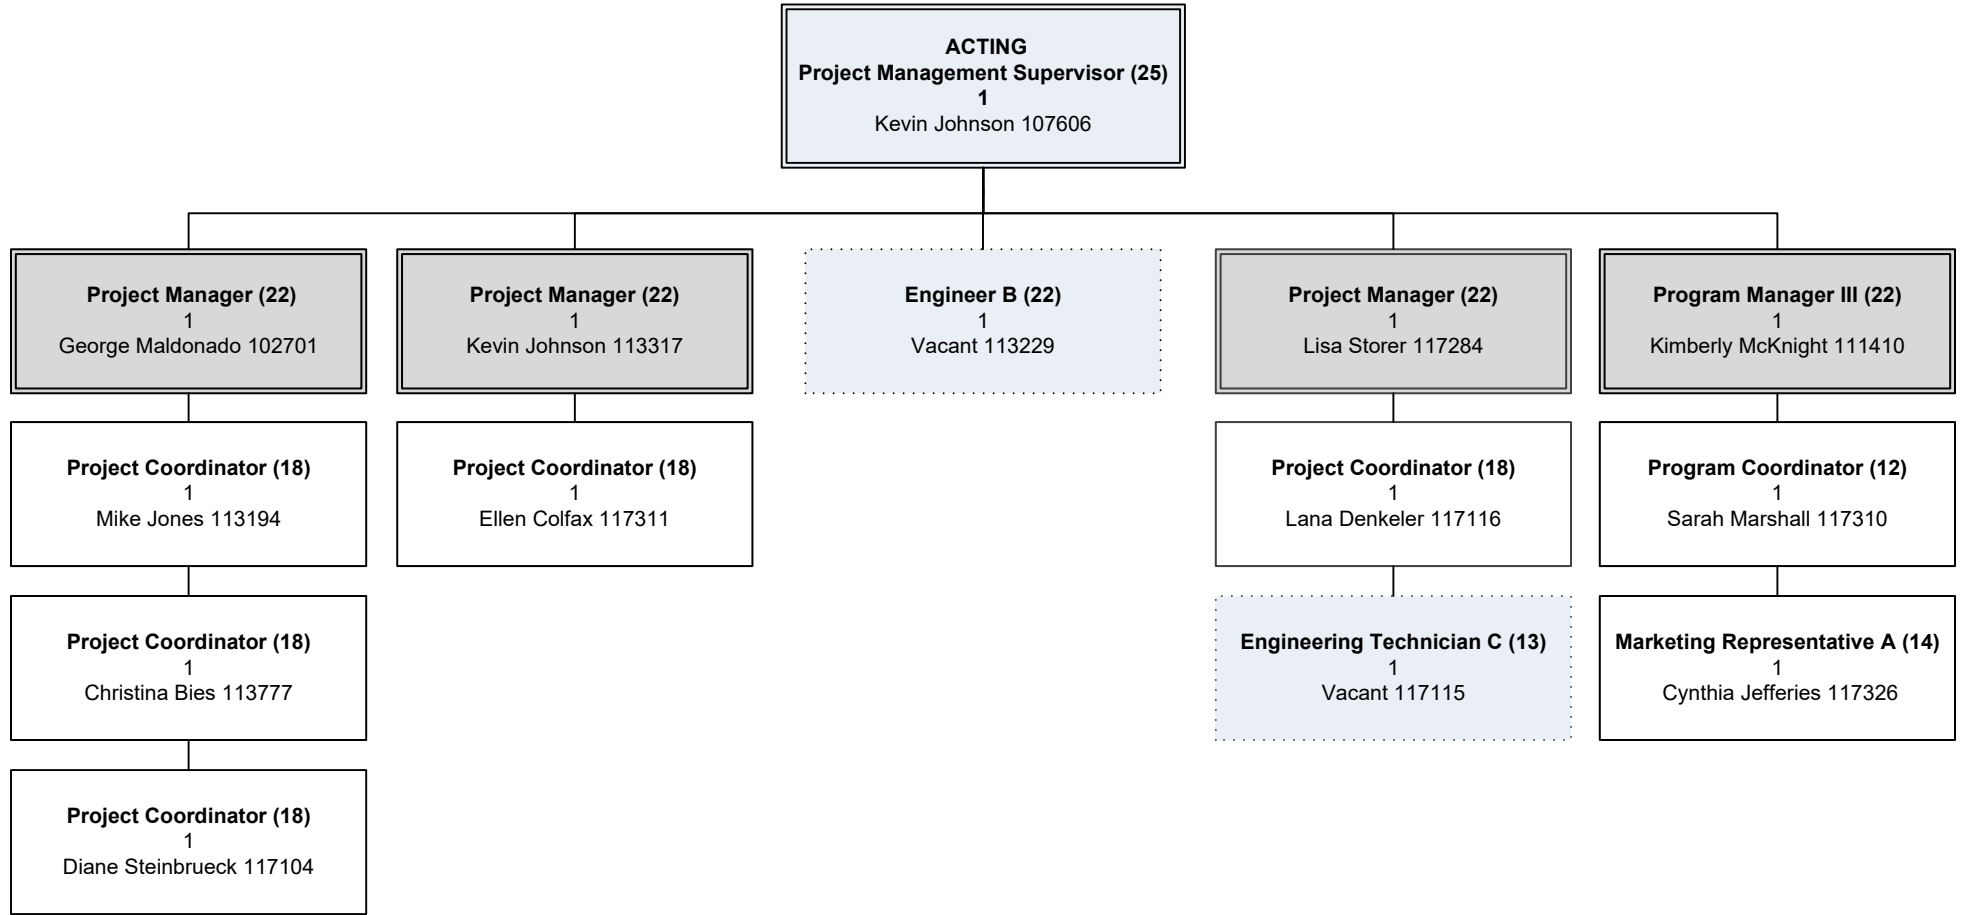 ACTING
Project Management Supervisor (25)
1
Kevin Johnson 107606
Project Manager (22)
1
George Maldonado 102701
Project Manager (22)
1
Kevin Johnson 113317
Engineer B (22)
1
Vacant 113229
Project Manager (22)
1
Lisa Storer 117284
Program Manager III (22)
1
Kimberly McKnight 111410
Project Coordinator (18)
1
Mike Jones 113194
Project Coordinator (18)
1
Ellen Colfax 117311
Project Coordinator (18)
1
Lana Denkeler 117116
Program Coordinator (12)
1
Sarah Marshall 117310
Project Coordinator (18)
1
Christina Bies 113777
Engineering Technician C (13)
1
Vacant 117115
Marketing Representative A (14)
1
Cynthia Jefferies 117326
Project Coordinator (18)
1
Diane Steinbrueck 117104